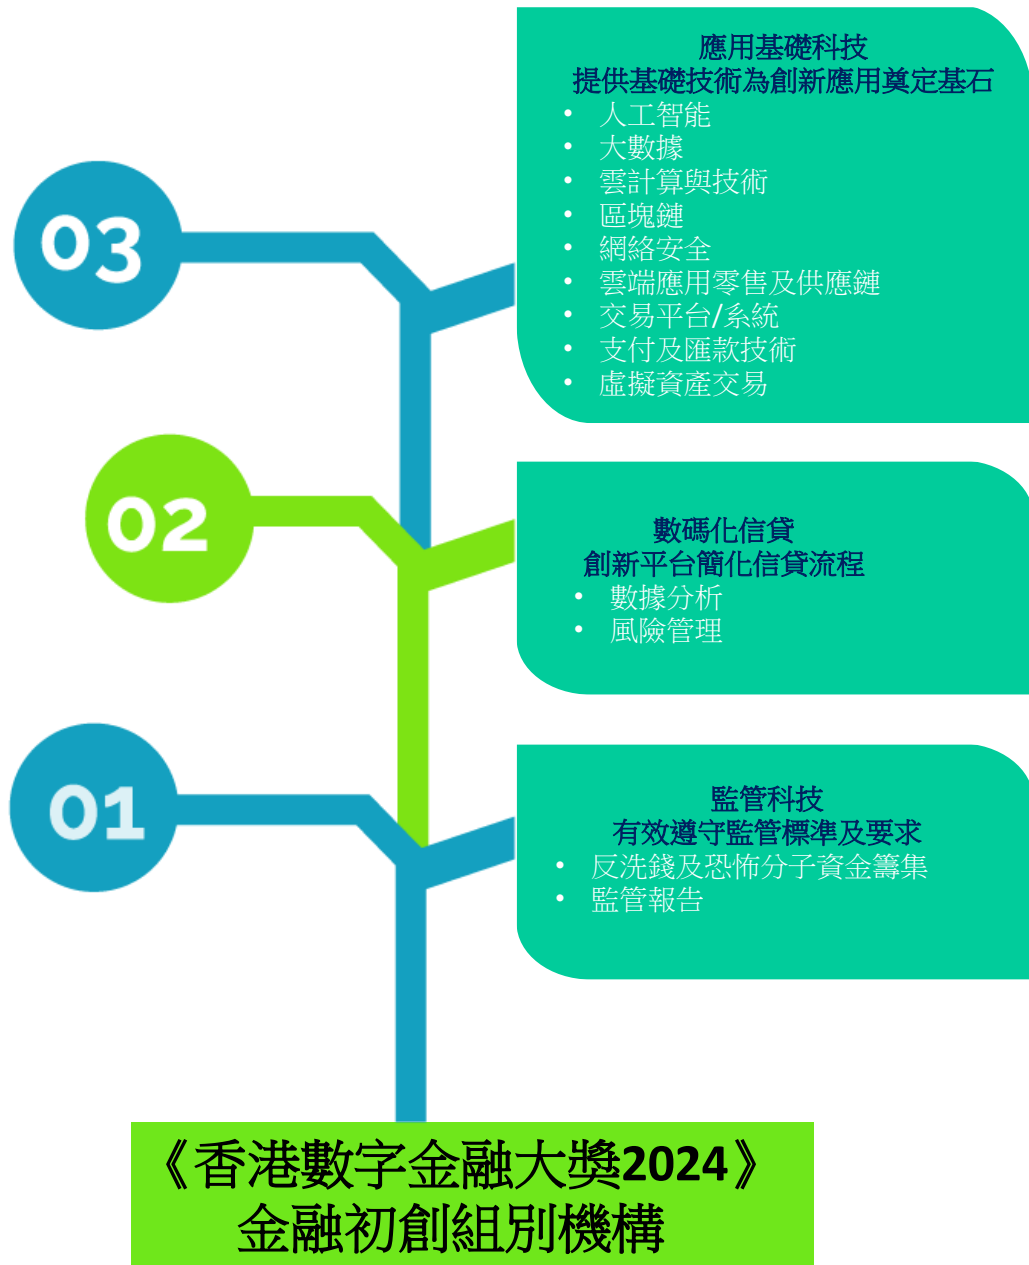 03
應用基礎科技
提供基礎技術為創新應用奠定基石
• 人工智能
• 大數據
• 雲計算與技術
• 區塊鏈
• 網絡安全
• 雲端應用零售及供應鏈
• 交易平台/系統
• 支付及匯款技術
• 虛擬資產交易
02
數碼化信貸
創新平台簡化信貸流程
• 數據分析
• 風險管理
01
監管科技
有效遵守監管標準及要求
• 反洗錢及恐怖分子資金籌集
• 監管報告
《香港數字金融大獎2024》
金融初創組別機構